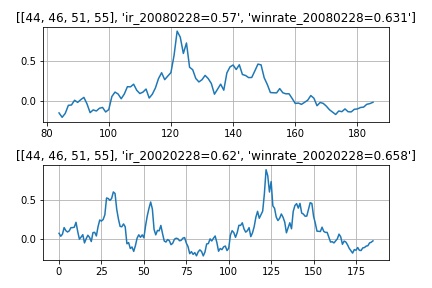 [[44, 46, 51, 55], 'ir_20080228=0.57', 'winrate_20080228=0.631']
0.5
0.0
80 100 120 140 160 180
[[44, 46, 51, 55], 'ir_20020228=0.62', 'winrate_20020228=0.658']
0.5
0.0
0 25 50 75 100 125 150 175